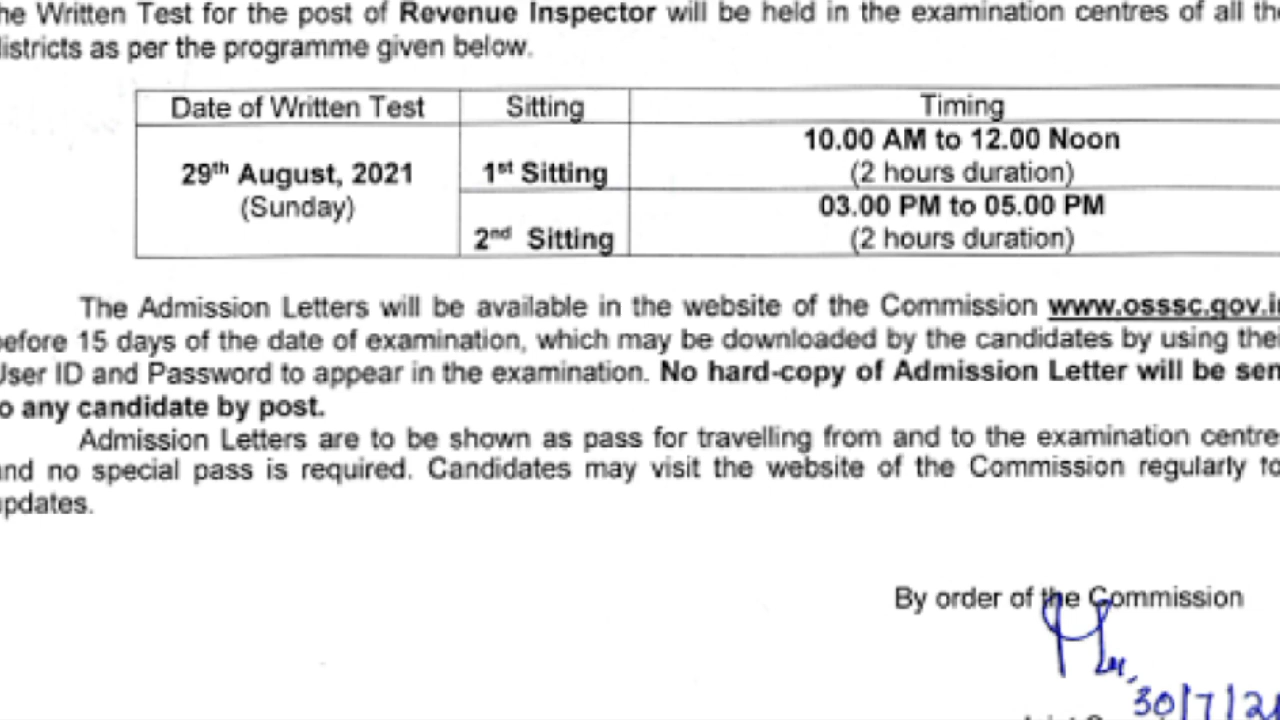 he Written Test for the post of Revenue Inspector will be held in the examination centres of all the
districts as per the programme given below.
Date of Written Test Sitting Timing
29th August, 2021 (Sunday) 1st Sitting 10.00 AM to 12.00 Noon (2 hours duration)
2nd Sitting 03.00 PM to 05.00 PM (2 hours duration)
The Admission Letters will be available in the website of the Commission www.osssc.gov.i
efore 15 days of the date of examination, which may be downloaded by the candidates by using thei
User ID and Password to appear in the examination. No hard-copy of Admission Letter will be sen
o any candidate by post.
Admission Letters are to be shown as pass for travelling from and to the examination centre
nd no special pass is required. Candidates may visit the website of the Commission regularly fo
updates.
By order of the Commission
30/7/21